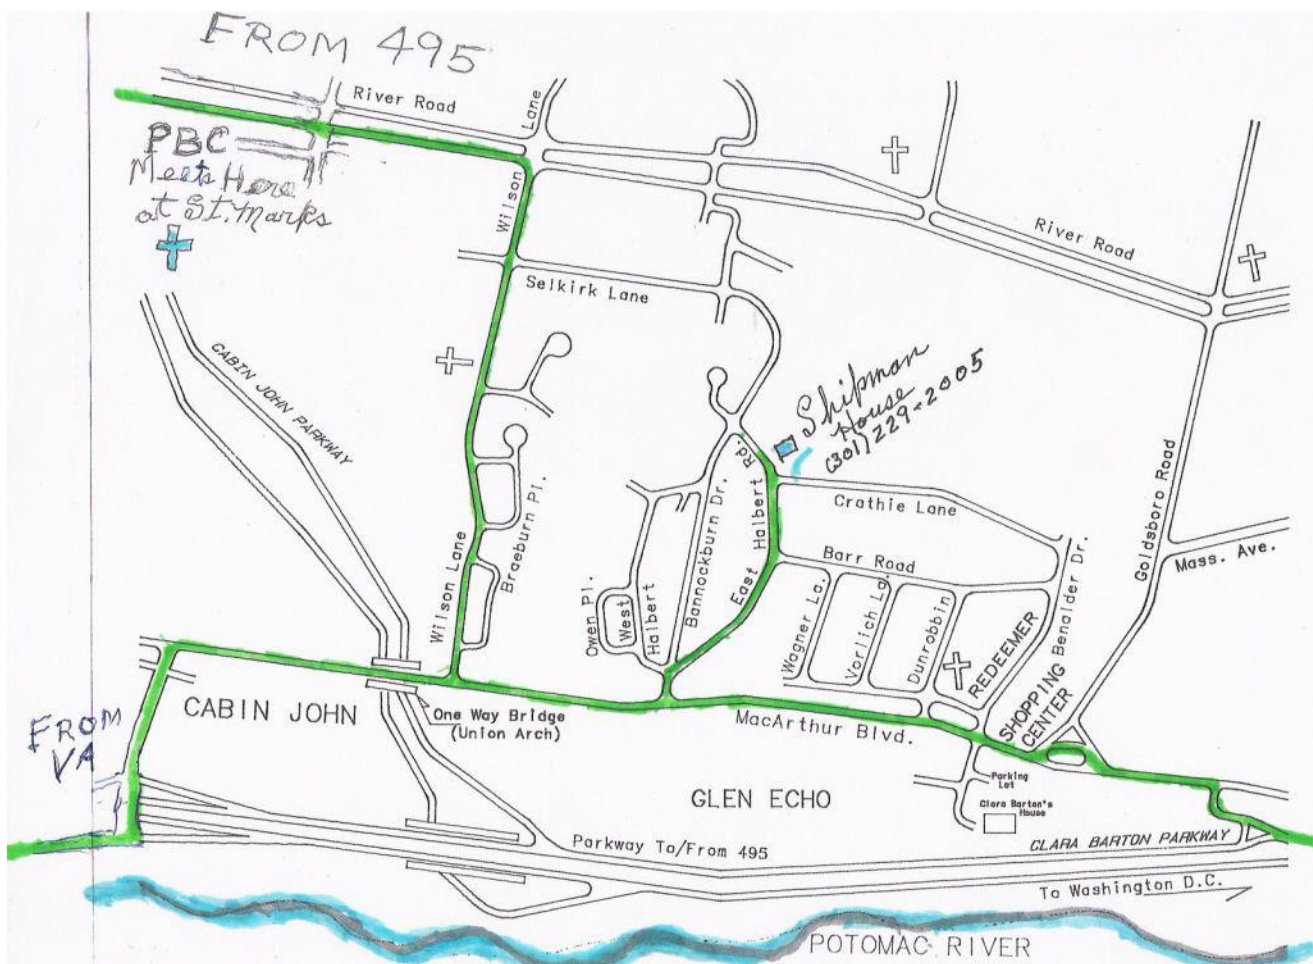 FROM 495
River Road
Lane
PBC
Meets Here
at St. Marks
Wilson
River Road
Selkirk Lane
CABIN JOHN PARKWAY
Shipman
House
(301) 229-2005
Goldsboro Road
Mass. Ave.
Crathie Lane
Barr Road
East Halbert Rd.
Bannockburn Dr.
Braeburn Pl.
Wilson Lane
Owen Pl.
West
Halbert
Wagner La.
Vorlich La.
Dunrobbin
REDEEMER
Benalder Dr.
SHOPPING
CENTER
FROM
VA
CABIN JOHN
One Way Bridge
(Union Arch)
MacArthur Blvd.
GLEN ECHO
Parking
Lot
Clara Barton's
House
Parkway To/From 495
CLARA BARTON PARKWAY
To Washington D.C.
POTOMAC RIVER